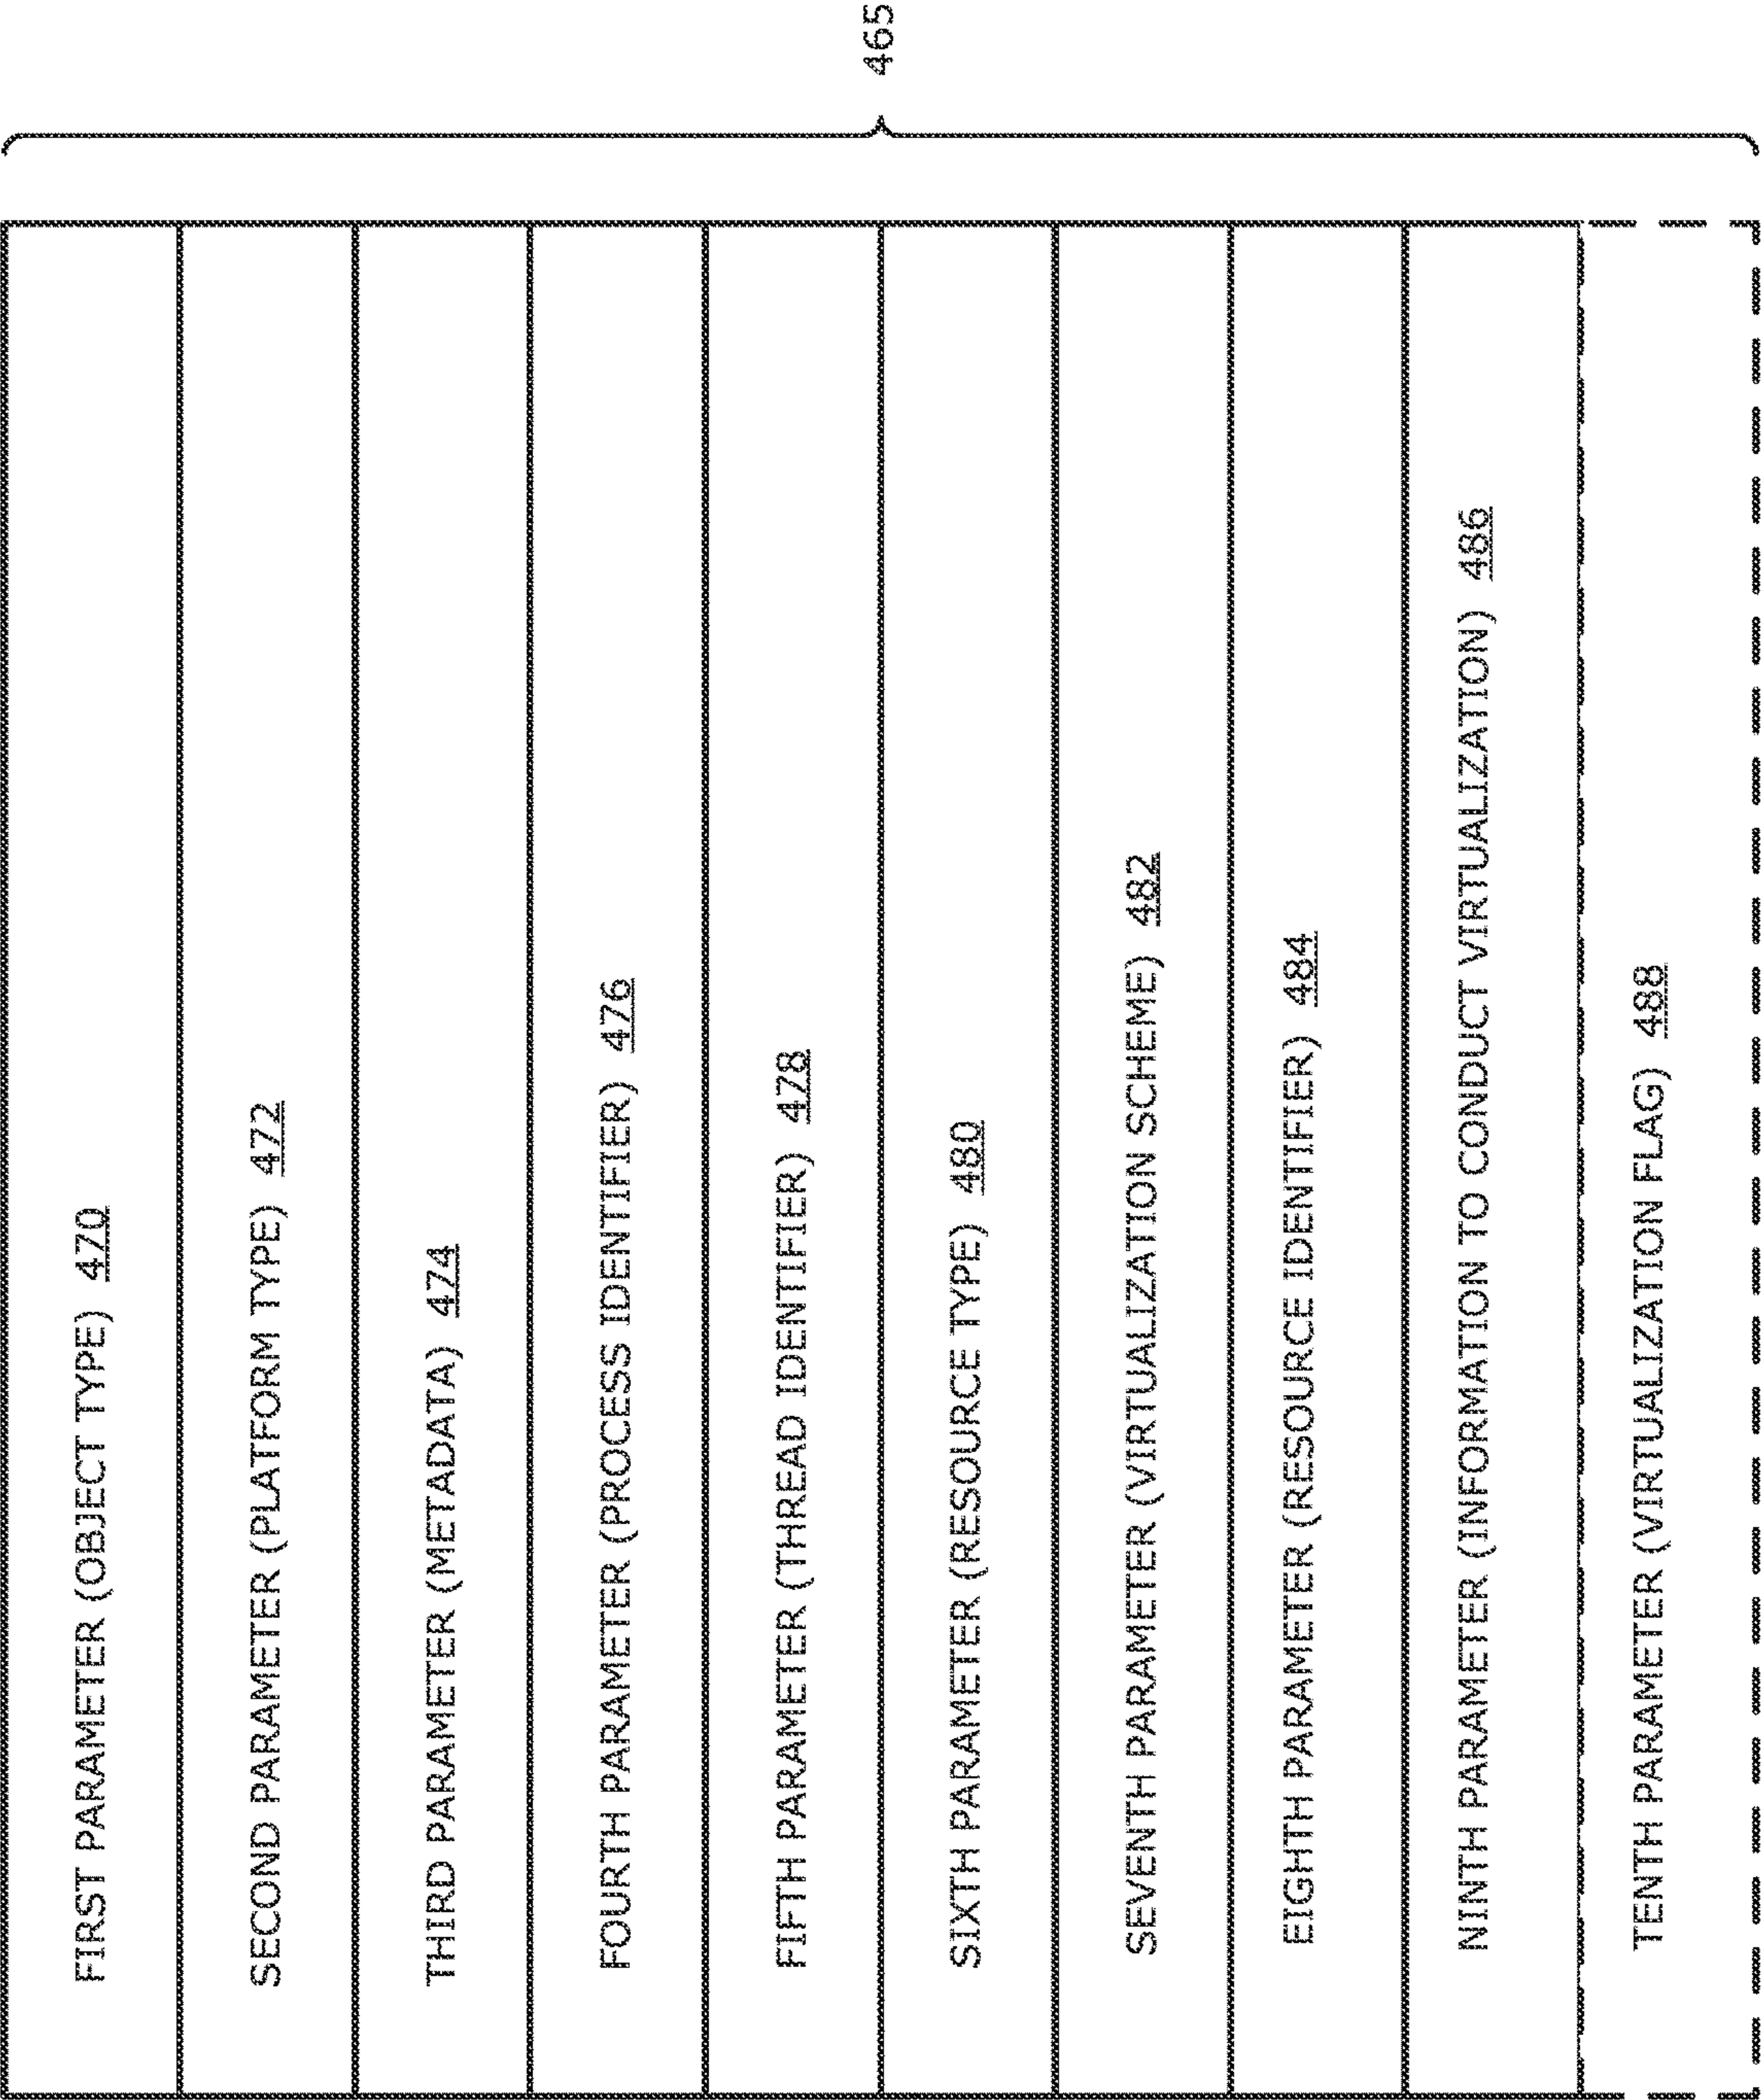 FIRST PARAMETER (OBJECT TYPE) 470
SECOND PARAMETER (PLATFORM TYPE) 472
THIRD PARAMETER (METADATA) 474
FOURTH PARAMETER (PROCESS IDENTIFIER) 476
FIFTH PARAMETER (THREAD IDENTIFIER) 478
SIXTH PARAMETER (RESOURCE TYPE) 480
SEVENTH PARAMETER (VIRTUALIZATION SCHEME) 482
EIGHTH PARAMETER (RESOURCE IDENTIFIER) 484
NINTH PARAMETER (INFORMATION TO CONDUCT VIRTUALIZATION) 486
TENTH PARAMETER (VIRTUALIZATION FLAG) 488
465